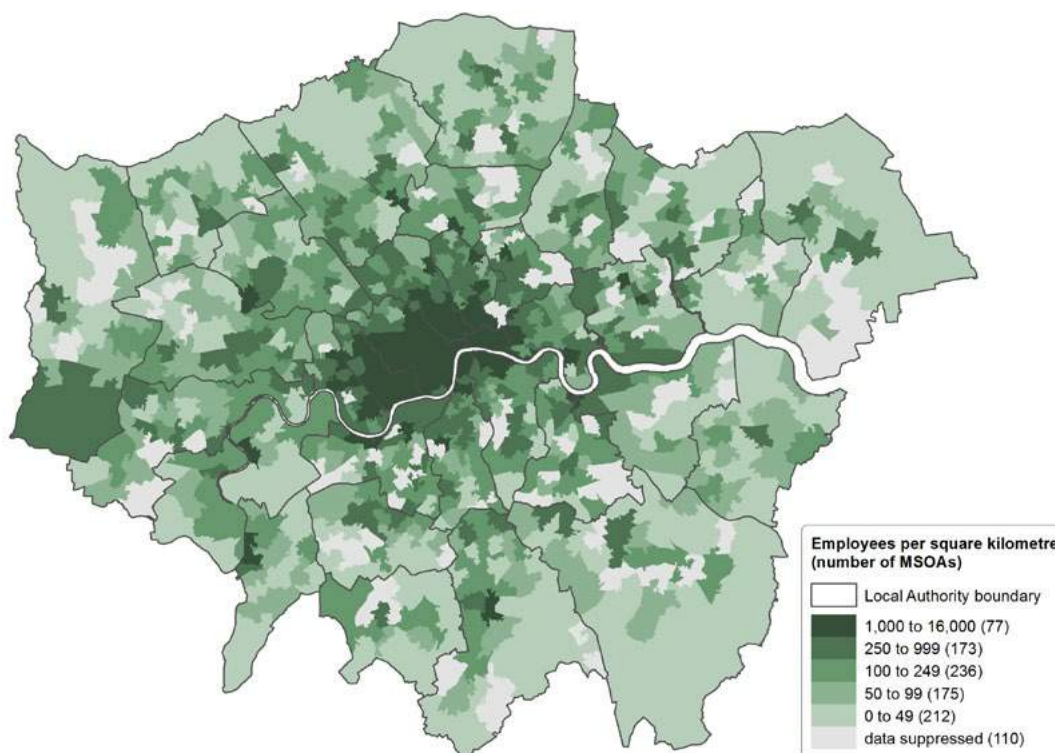 Employees per square kilometre
(number of MSOAs)
Local Authority boundary
1,000 to 16,000 (77)
250 to 999 (173)
100 to 249 (236)
50 to 99 (175)
0 to 49 (212)
data suppressed (110)